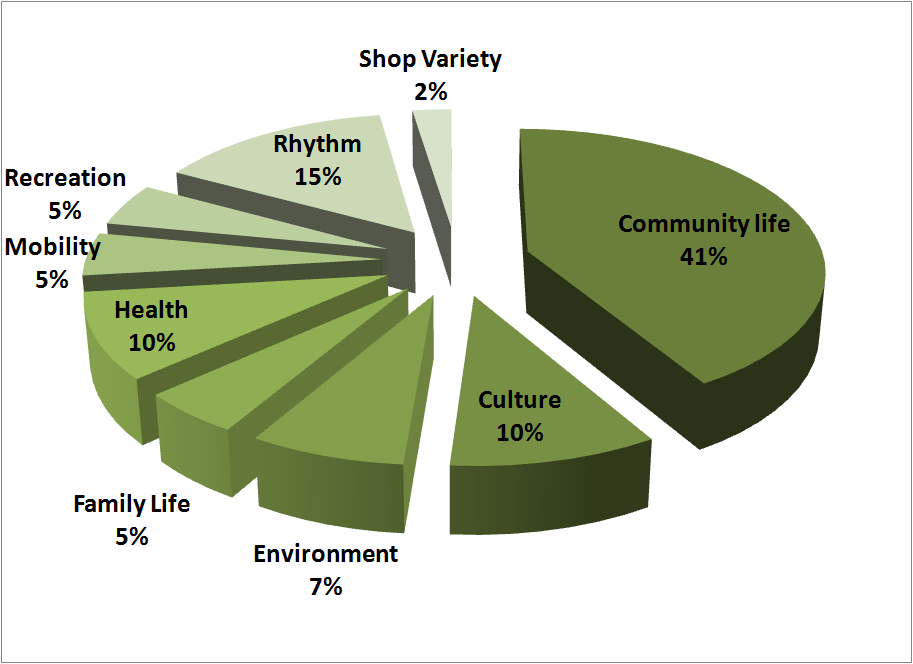 Shop Variety
2%
Rhythm
15%
Recreation
5%
Mobility
5%
Community life
41%
Health
10%
Culture
10%
Family Life
5%
Environment
7%